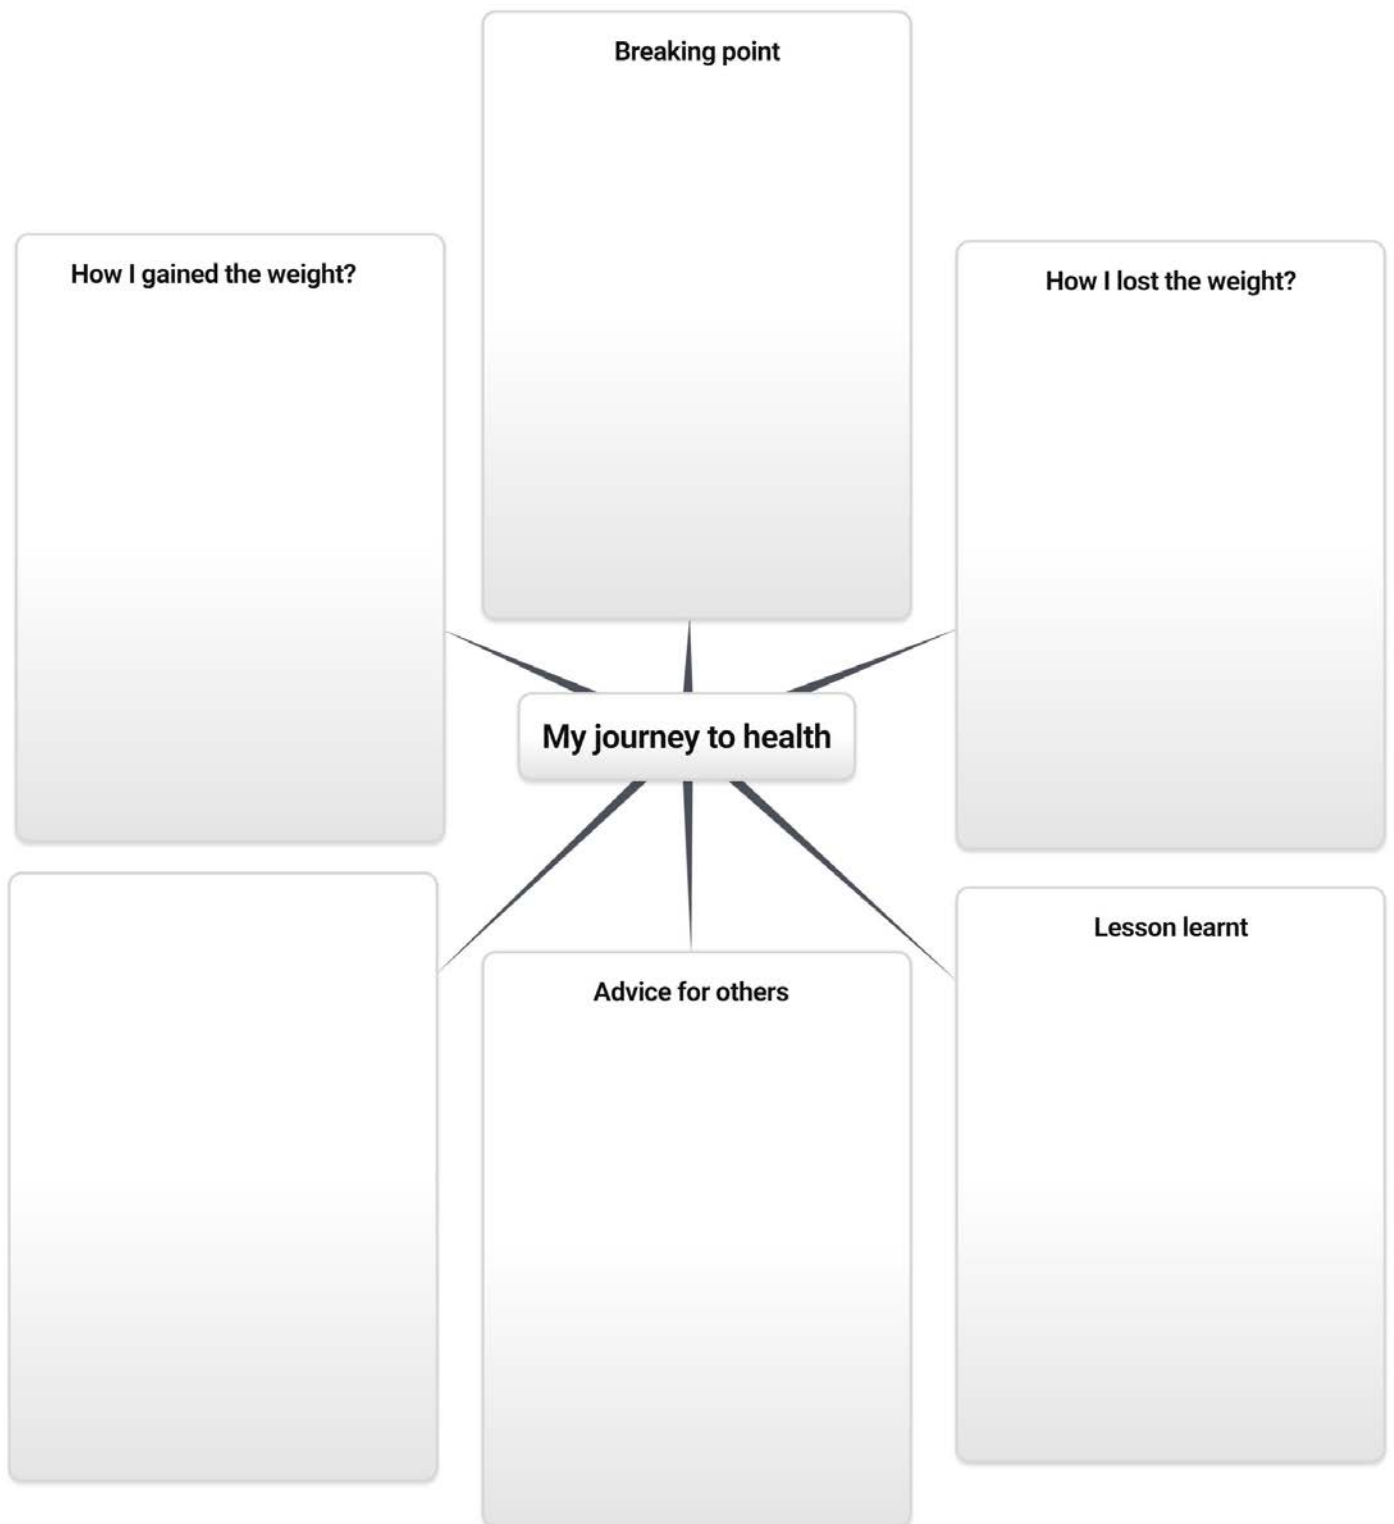 Breaking point
How I gained the weight?
How I lost the weight?
My journey to health
Lesson learnt
Advice for others